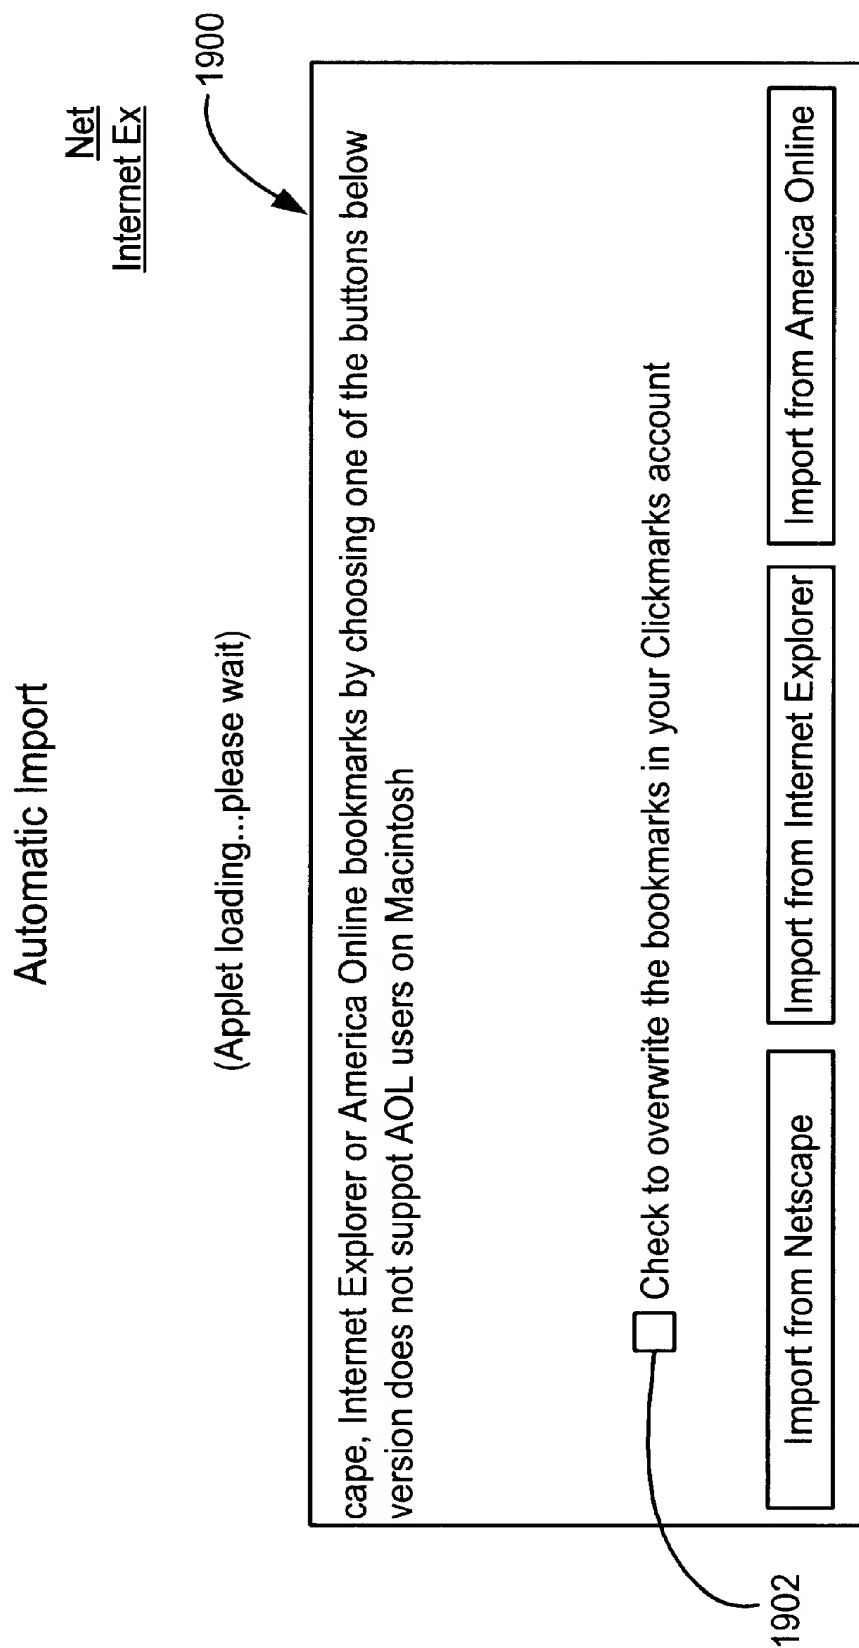 Automatic Import
Net
Internet Ex
(Applet loading...please wait)
1900
cape, Internet Explorer or America Online bookmarks by choosing one of the buttons below
version does not suppot AOL users on Macintosh
1902
Check to overwrite the bookmarks in your Clickmarks account
Import from Netscape
Import from Internet Explorer
Import from America Online